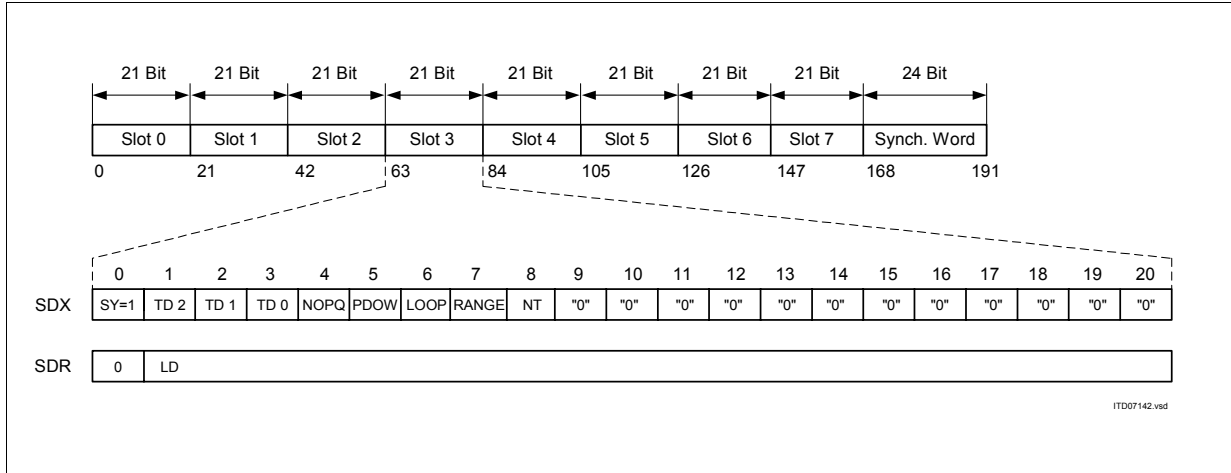 21 Bit 21 Bit 21 Bit 21 Bit 21 Bit 21 Bit 21 Bit 21 Bit 24 Bit
Slot 0 Slot 1 Slot 2 Slot 3 Slot 4 Slot 5 Slot 6 Slot 7 Synch. Word
0 21 42 63 84 105 126 147 168 191
0 1 2 3 4 5 6 7 8 9 10 11 12 13 14 15 16 17 18 19 20
SDX SY=1 TD 2 TD 1 TD 0 NOPQ PDOW LOOP RANGE NT "0" "0" "0" "0" "0" "0" "0" "0" "0" "0" "0" "0"
SDR 0 LD
ITD07142.vsd